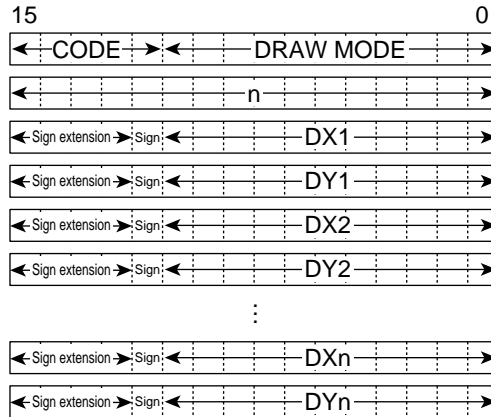 15 0
CODE DRAW MODE
n
Sign extension Sign DX1
Sign extension Sign DY1
Sign extension Sign DX2
Sign extension Sign DY2
⋮
Sign extension Sign DXn
Sign extension Sign DYn